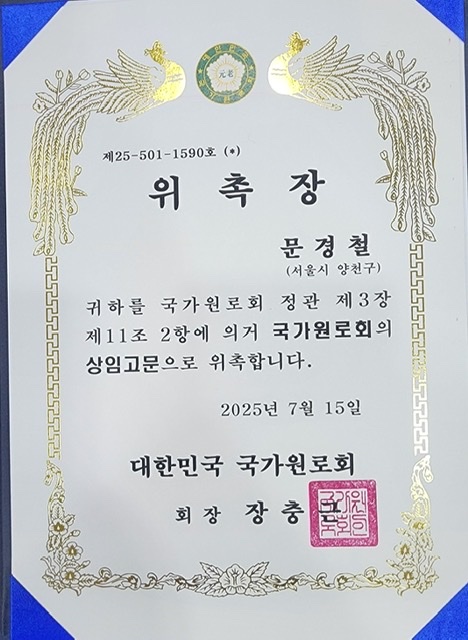 元老
제25-501-1590호 (*)
위촉장
문경철
(서울시 양천구)
귀하를 국가원로회 정관 제3장
제11조 2항에 의거 국가원로회의
상임고문으로 위촉합니다.
2025년 7월 15일
대한민국 국가원로회
회장 장충근